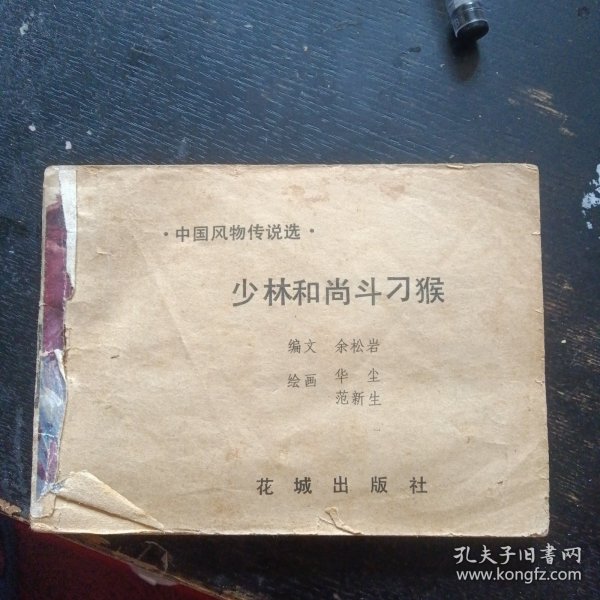 ·中国风物传说选·
少林和尚斗刁猴
编文 余松岩
绘画 华尘
范新生
花城出版社
孔夫子旧书网
www.kongfz.com